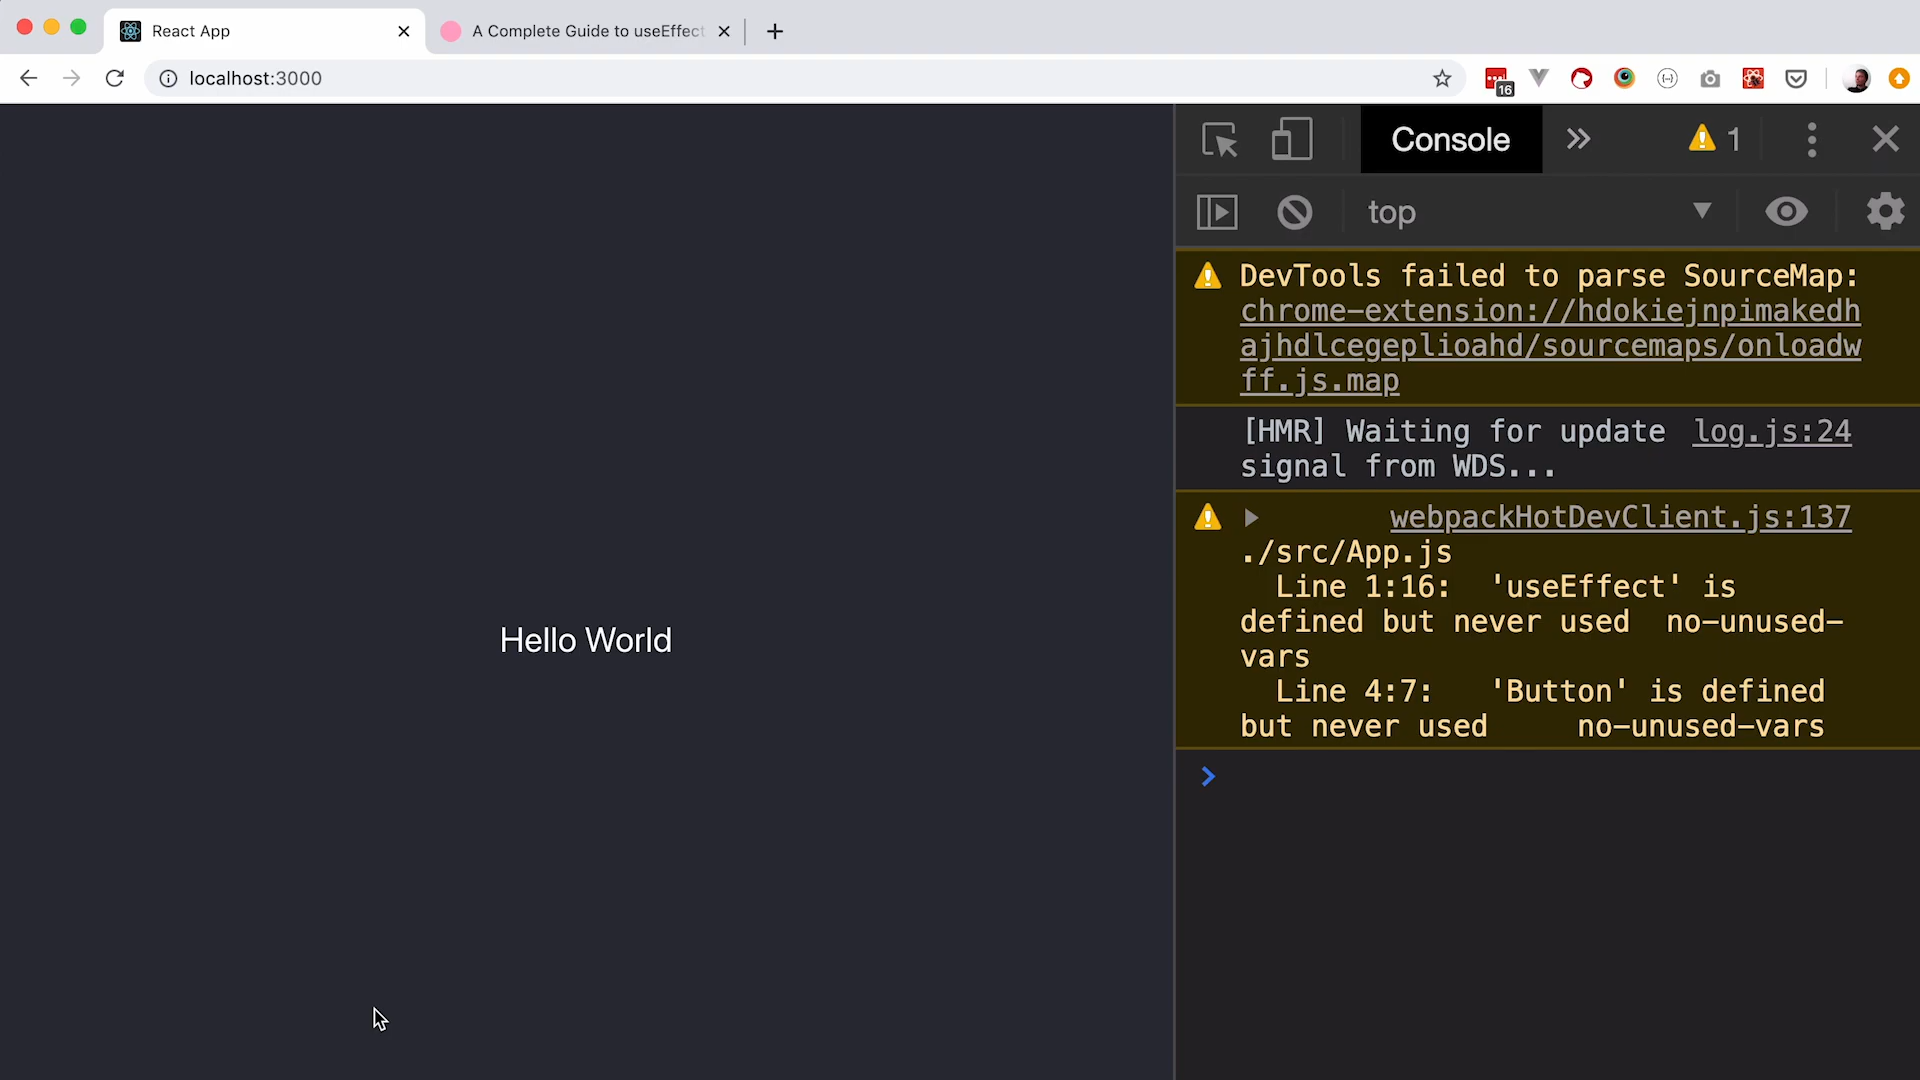 React App
A Complete Guide to useEffect
localhost:3000
16
Console
1
top
DevTools failed to parse SourceMap:
chrome-extension://hdokiejnpimakedh
ajhdlcegeplioahd/sourcemaps/onloadw
ff.js.map
[HMR] Waiting for update log.js:24
signal from WDS...
webpackHotDevClient.js:137
./src/App.js
Line 1:16: 'useEffect' is
defined but never used no-unused-
vars
Line 4:7: 'Button' is defined
but never used no-unused-vars
Hello World